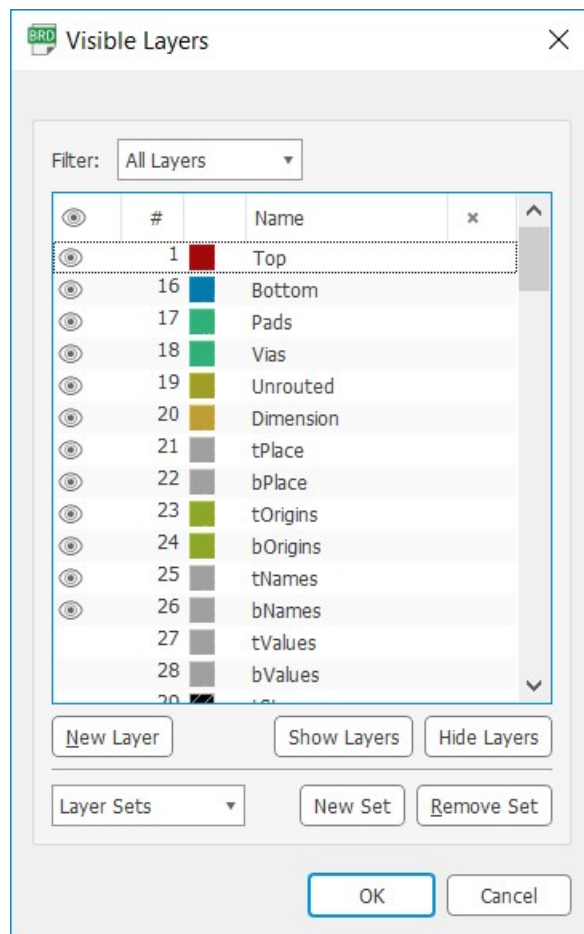 BRD Visible Layers
Filter: All Layers
# Name
1 Top
16 Bottom
17 Pads
18 Vias
19 Unrouted
20 Dimension
21 tPlace
22 bPlace
23 tOrigins
24 bOrigins
25 tNames
26 bNames
27 tValues
28 bValues
New Layer Show Layers Hide Layers
Layer Sets New Set Remove Set
OK Cancel